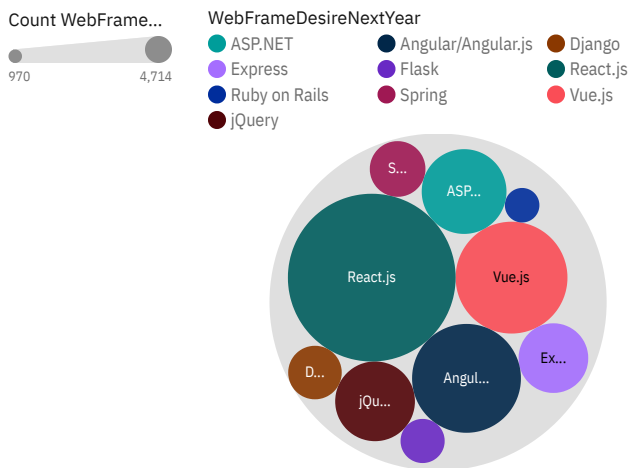 Count WebFrame...
970 4,714
WebFrameDesireNextYear
ASP.NET Angular/Angular.js Django
Express Flask React.js
Ruby on Rails Spring Vue.js
jQuery
S...
ASP...
React.js
Vue.js
Ex...
D...
Angul...
jQu...